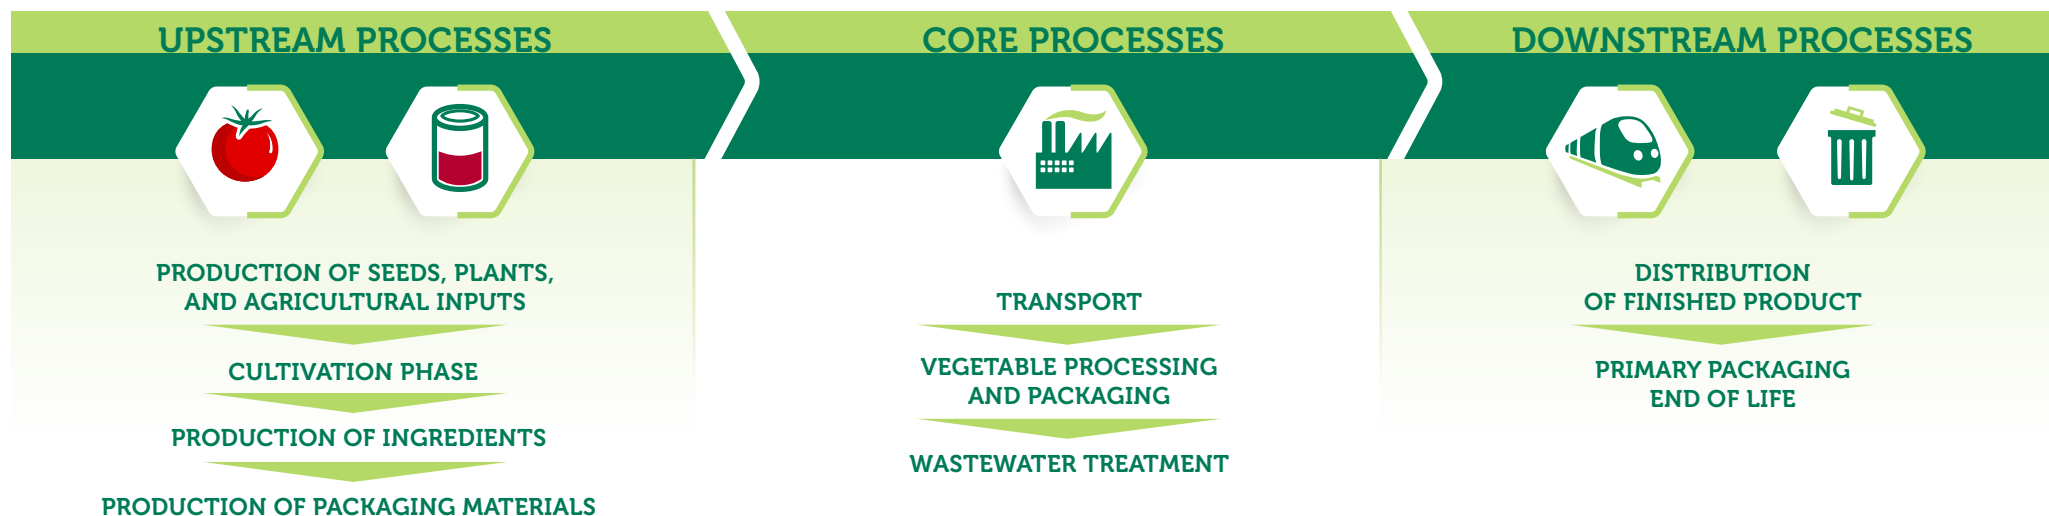 UPSTREAM PROCESSES
PRODUCTION OF SEEDS, PLANTS,
AND AGRICULTURAL INPUTS
CULTIVATION PHASE
PRODUCTION OF INGREDIENTS
PRODUCTION OF PACKAGING MATERIALS
CORE PROCESSES
TRANSPORT
VEGETABLE PROCESSING
AND PACKAGING
WASTEWATER TREATMENT
DOWNSTREAM PROCESSES
DISTRIBUTION
OF FINISHED PRODUCT
PRIMARY PACKAGING
END OF LIFE